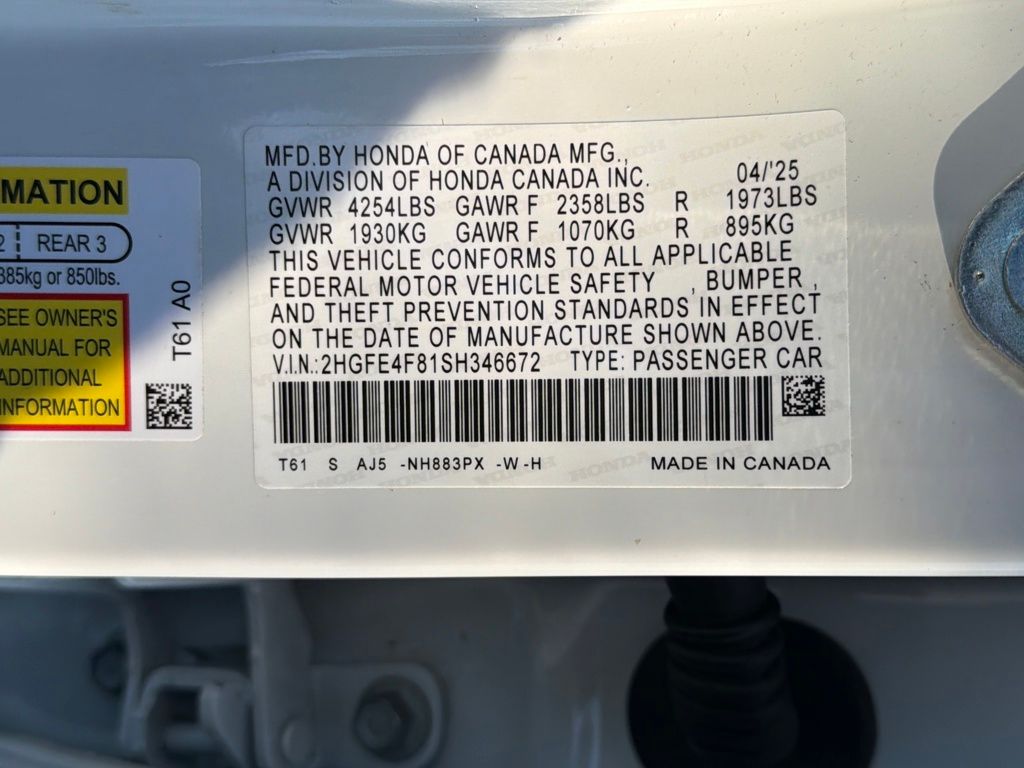 RMATION
2 REAR 3
385kg or 850lbs.
SEE OWNER'S
MANUAL FOR
ADDITIONAL
INFORMATION
T61 A0
MFD.BY HONDA OF CANADA MFG.,
A DIVISION OF HONDA CANADA INC. 04/'25
GVWR 4254LBS GAWR F 2358LBS R 1973LBS
GVWR 1930KG GAWR F 1070KG R 895KG
THIS VEHICLE CONFORMS TO ALL APPLICABLE
FEDERAL MOTOR VEHICLE SAFETY , BUMPER ,
AND THEFT PREVENTION STANDARDS IN EFFECT
ON THE DATE OF MANUFACTURE SHOWN ABOVE.
V.I.N.:2HGFE4F81SH346672 TYPE: PASSENGER CAR
T61 S AJ5 -NH883PX -W -H MADE IN CANADA